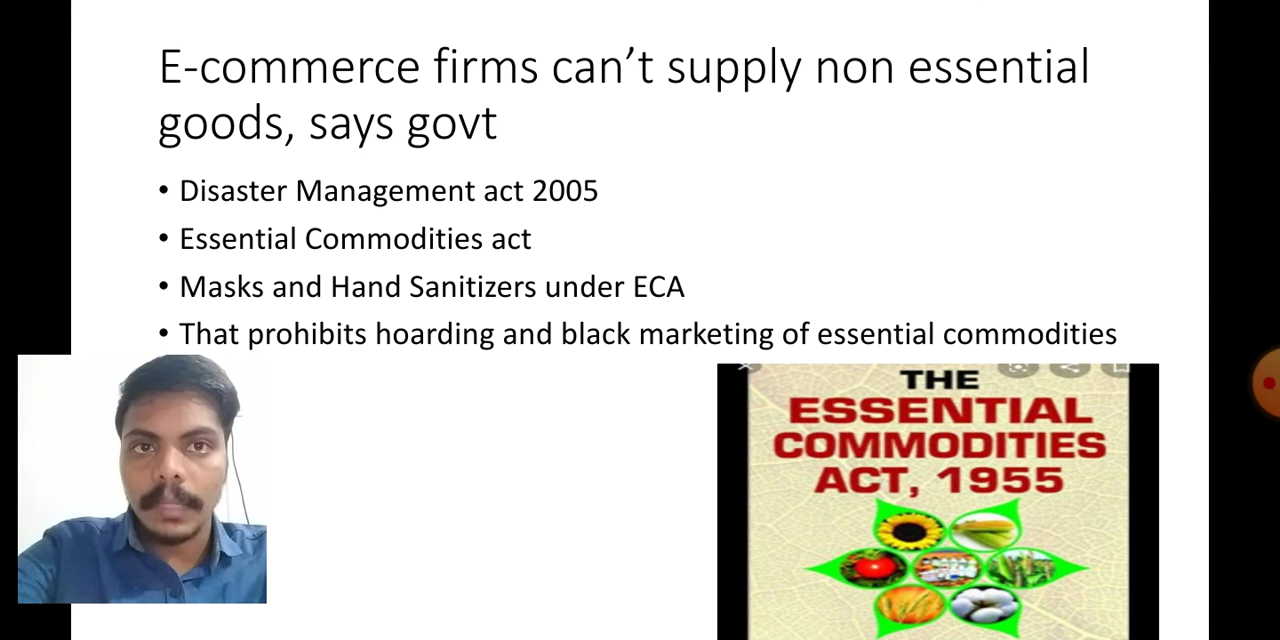 E-commerce firms can’t supply non essential
goods, says govt
• Disaster Management act 2005
• Essential Commodities act
• Masks and Hand Sanitizers under ECA
• That prohibits hoarding and black marketing of essential commodities
THE
ESSENTIAL
COMMODITIES
ACT, 1955